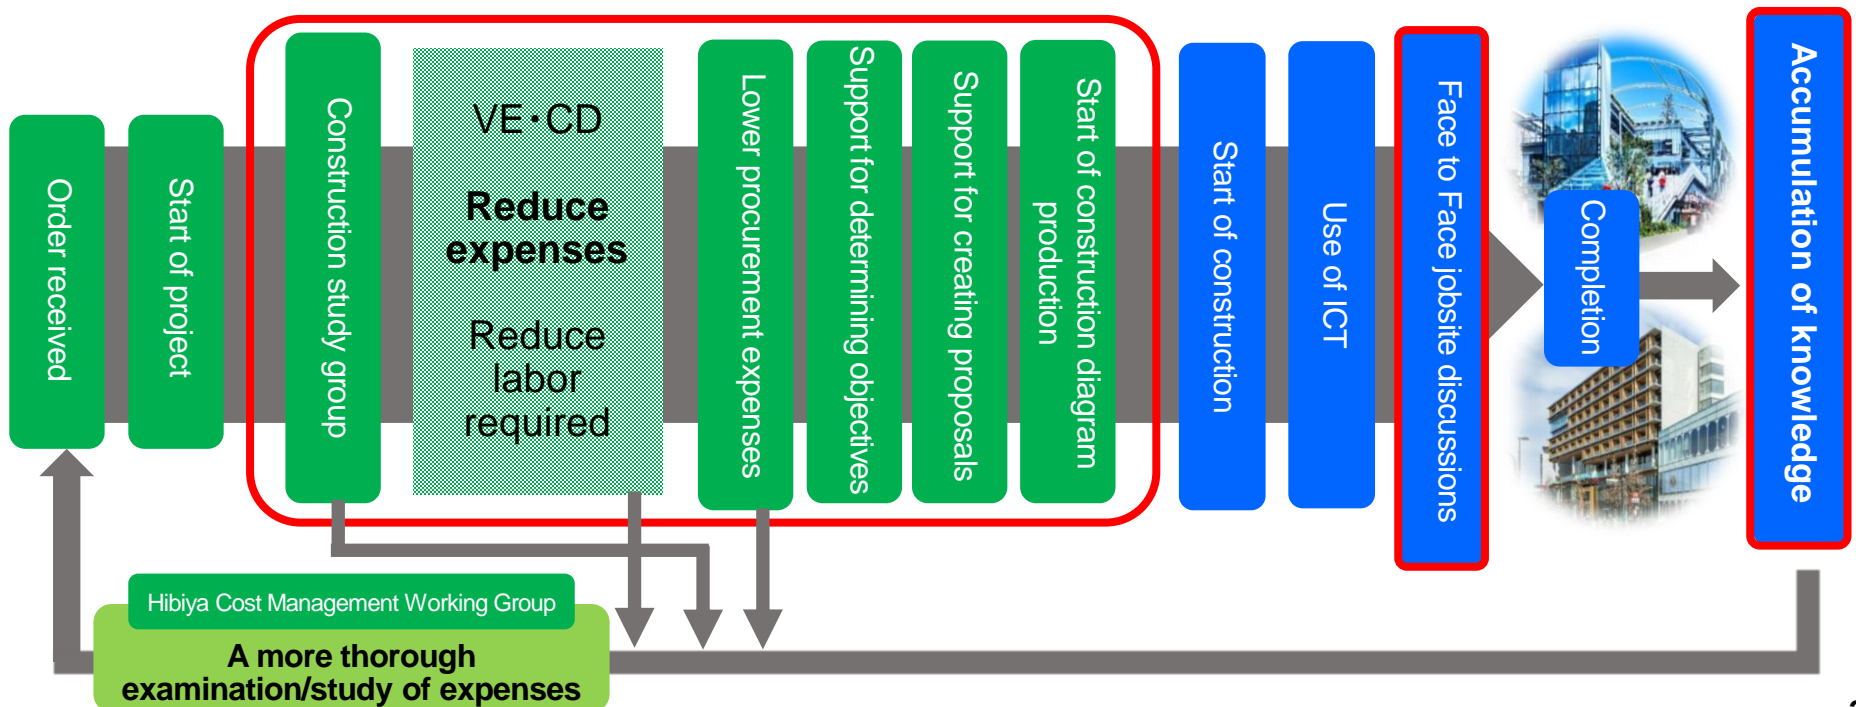 Order received
Start of project
Construction study group
VE・CD
Reduce
expenses
Reduce
labor
required
Lower procurement expenses
Support for determining objectives
Support for creating proposals
Start of construction diagram
production
Start of construction
Use of ICT
Face to Face jobsite discussions
Completion
Accumulation of knowledge
Hibiya Cost Management Working Group
A more thorough
examination/study of expenses